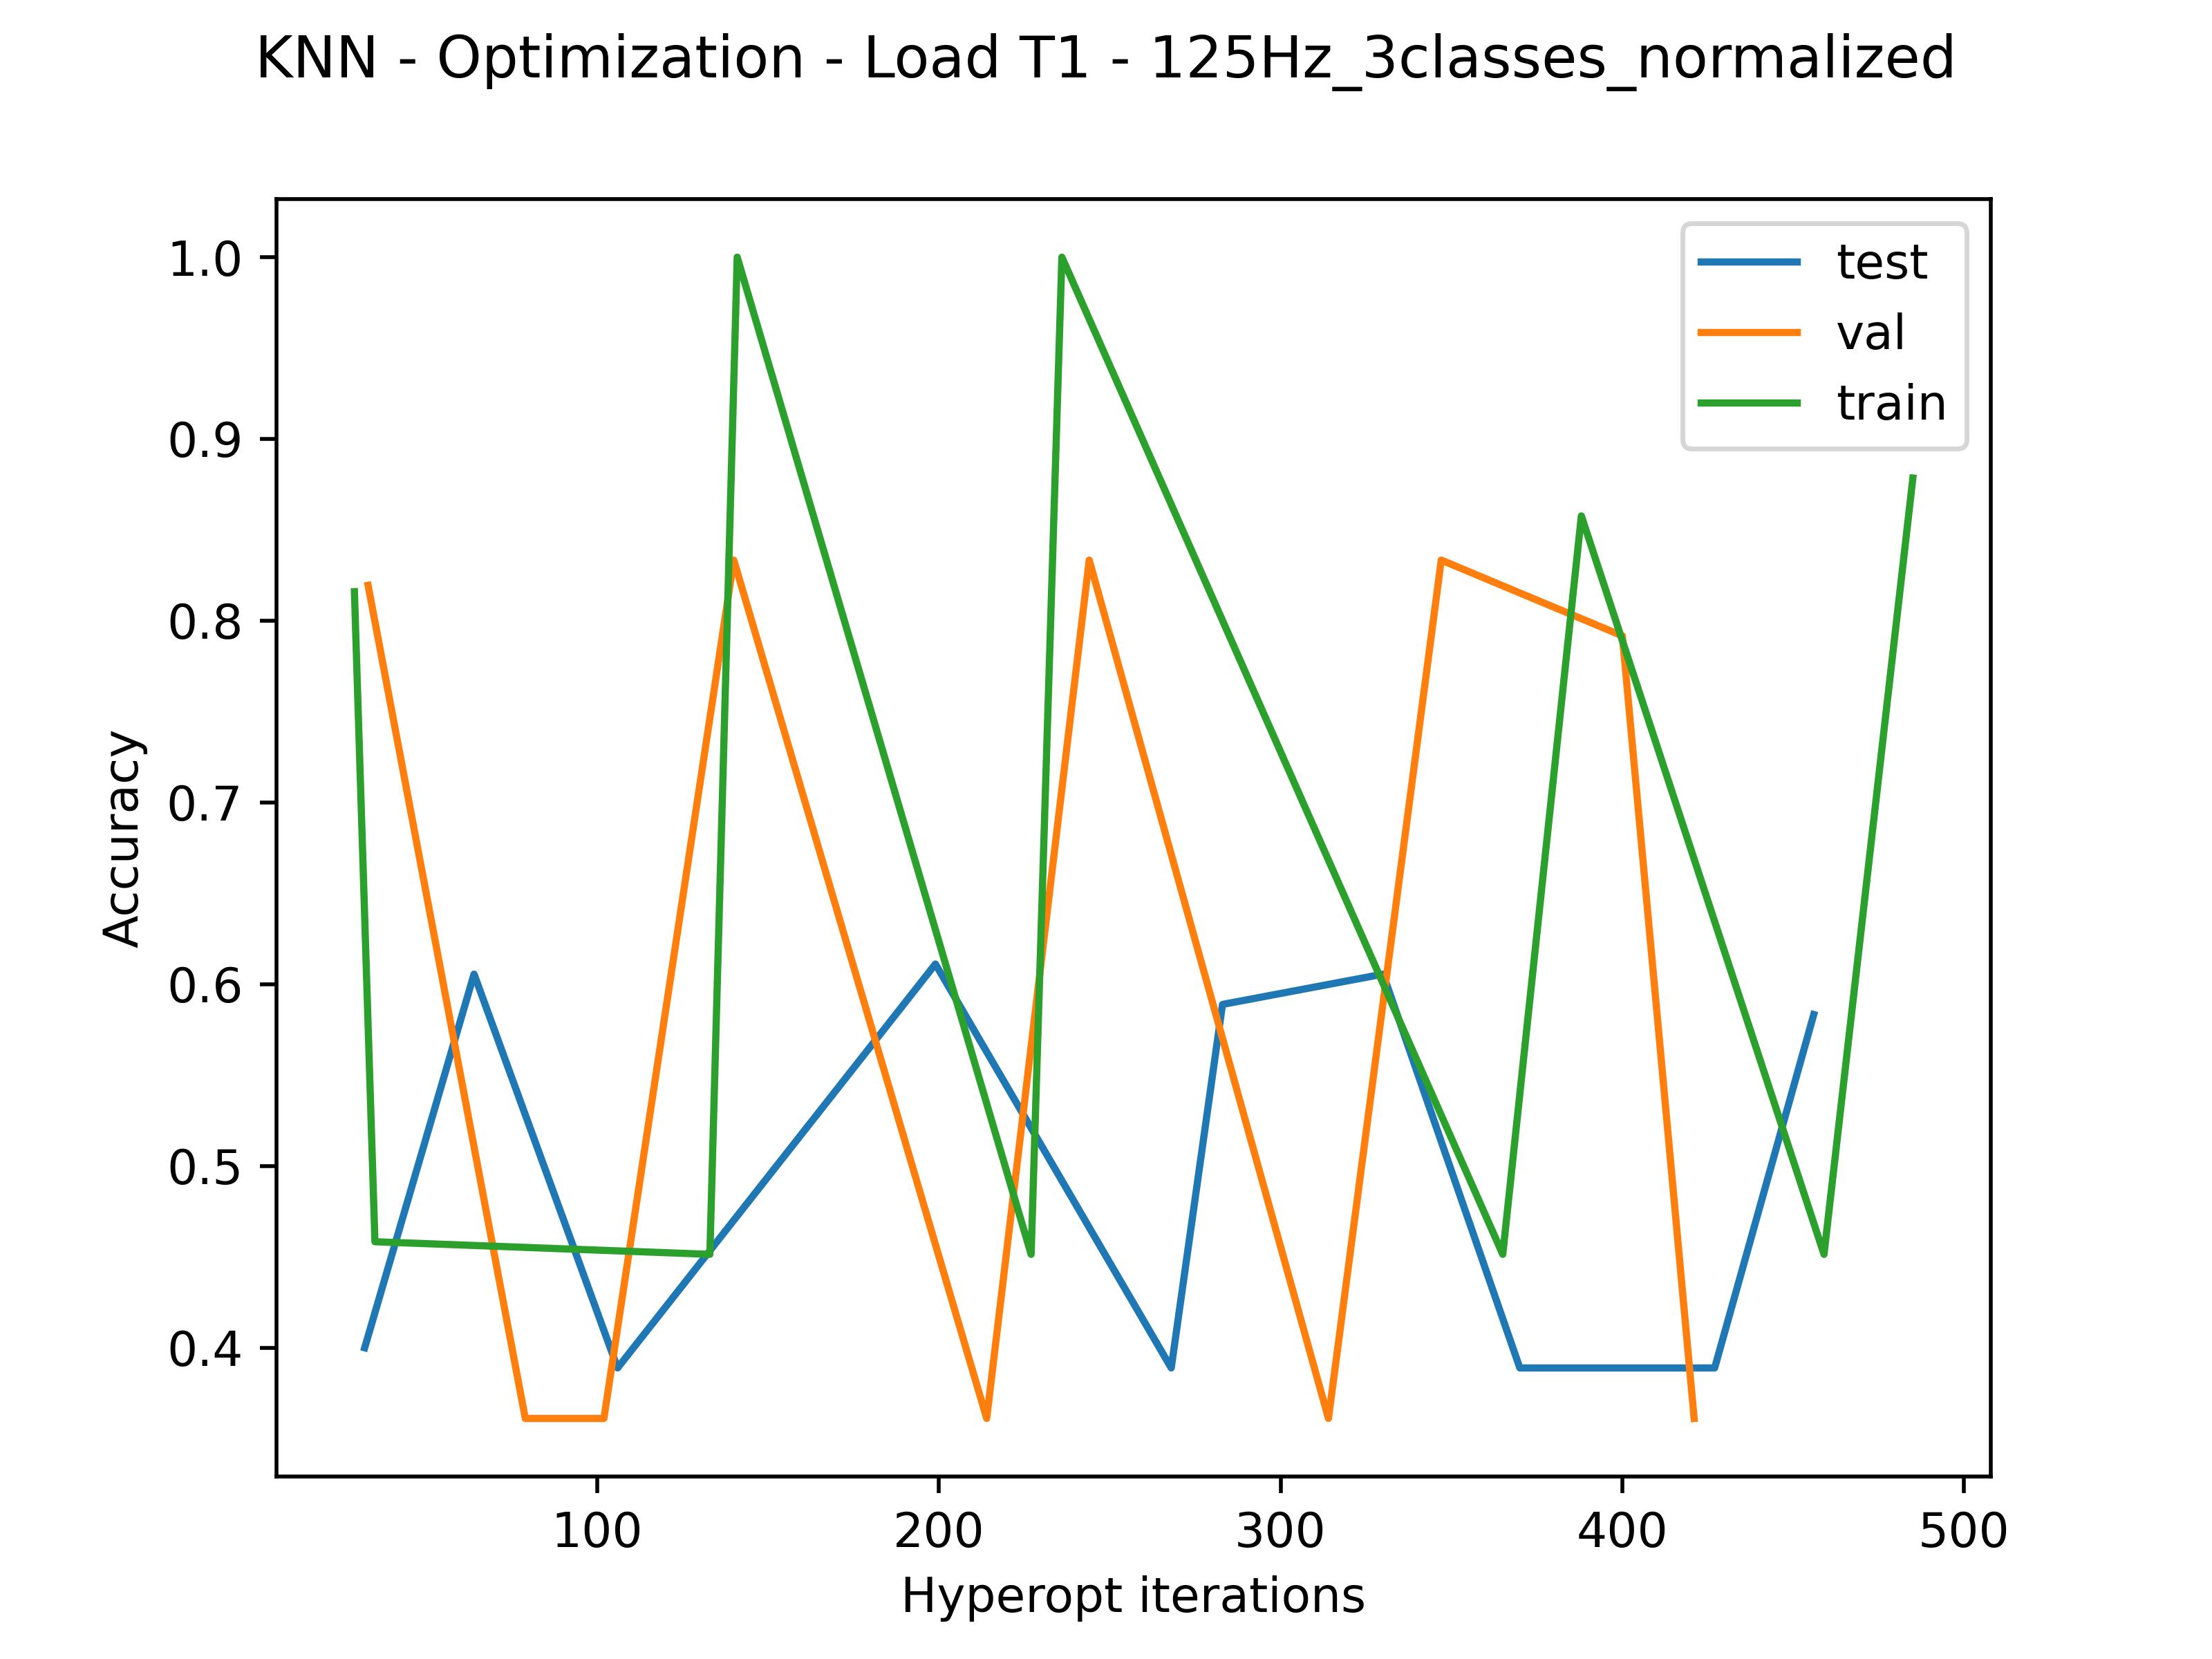 KNN - Optimization - Load T1 - 125Hz_3classes_normalized
test
val
train
1.0
0.9
0.8
0.7
0.6
0.5
0.4
Accuracy
100 200 300 400 500
Hyperopt iterations